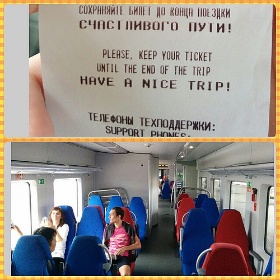 СОХРАНЯЙТЕ БИЛЕТ ДО КОНЦА ПОЕЗДКИ
СЧАСТЛИВОГО ПУТИ!
PLEASE, KEEP YOUR TICKET
UNTIL THE END OF THE TRIP
HAVE A NICE TRIP!
ТЕЛЕФОНЫ ТЕХПОДДЕРЖКИ:
SUPPORT PHONES: